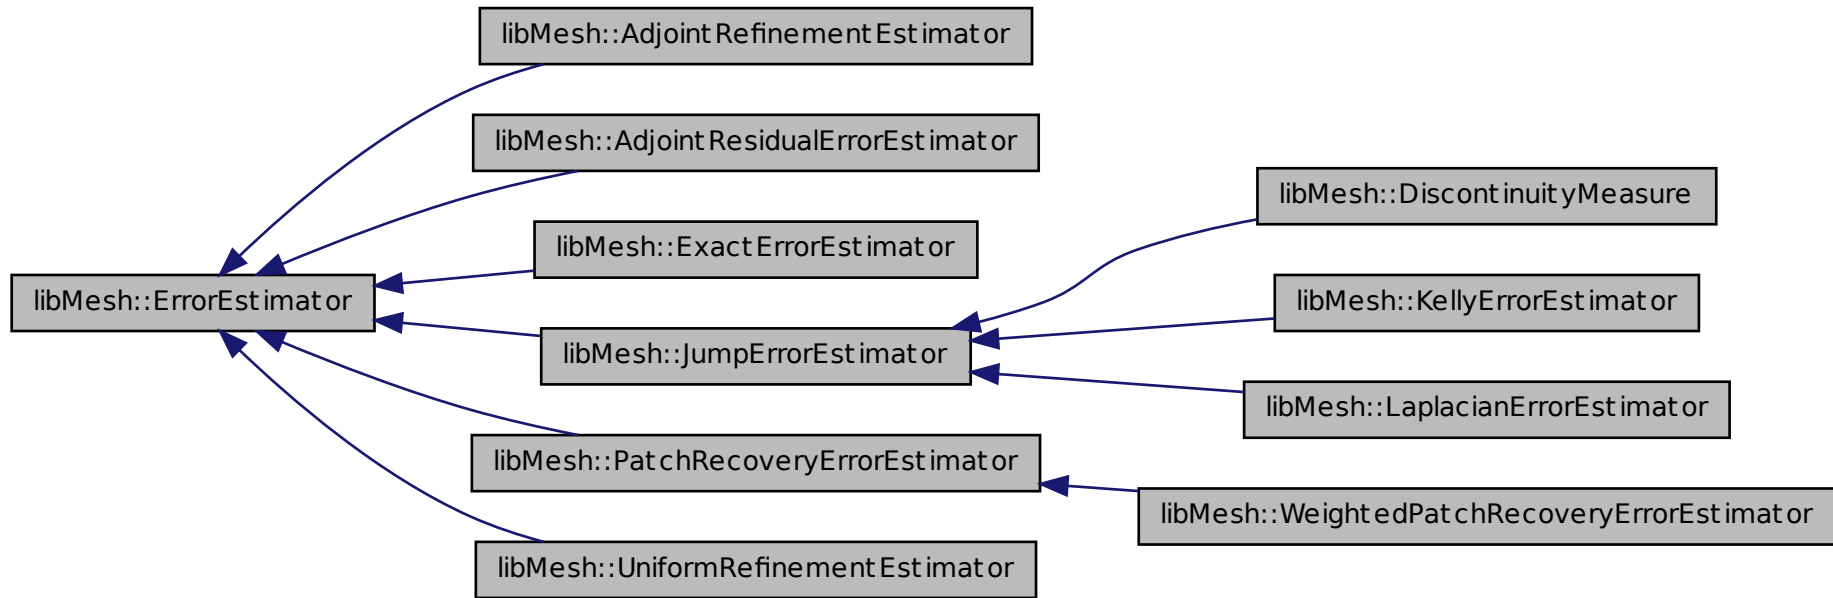 libMesh::AdjointRefinementEstimator
libMesh::AdjointResidualErrorEstimator
libMesh::DiscontinuityMeasure
libMesh::ExactErrorEstimator
libMesh::ErrorEstimator
libMesh::KellyErrorEstimator
libMesh::JumpErrorEstimator
libMesh::LaplacianErrorEstimator
libMesh::PatchRecoveryErrorEstimator
libMesh::WeightedPatchRecoveryErrorEstimator
libMesh::UniformRefinementEstimator